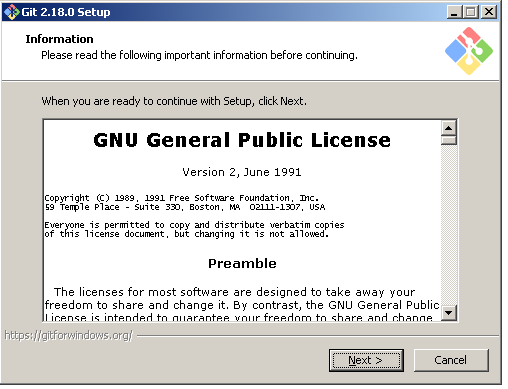 Git 2.18.0 Setup
Information
Please read the following important information before continuing.
When you are ready to continue with Setup, click Next.
GNU General Public License
Version 2, June 1991
Copyright (C) 1989, 1991 Free Software Foundation, Inc.
59 Temple Place - Suite 330, Boston, MA  02111-1307, USA
Everyone is permitted to copy and distribute verbatim copies
of this license document, but changing it is not allowed.
Preamble
The licenses for most software are designed to take away your
freedom to share and change it. By contrast, the GNU General Public
License is intended to guarantee your freedom to share and change
https://gitforwindows.org/
Next >
Cancel